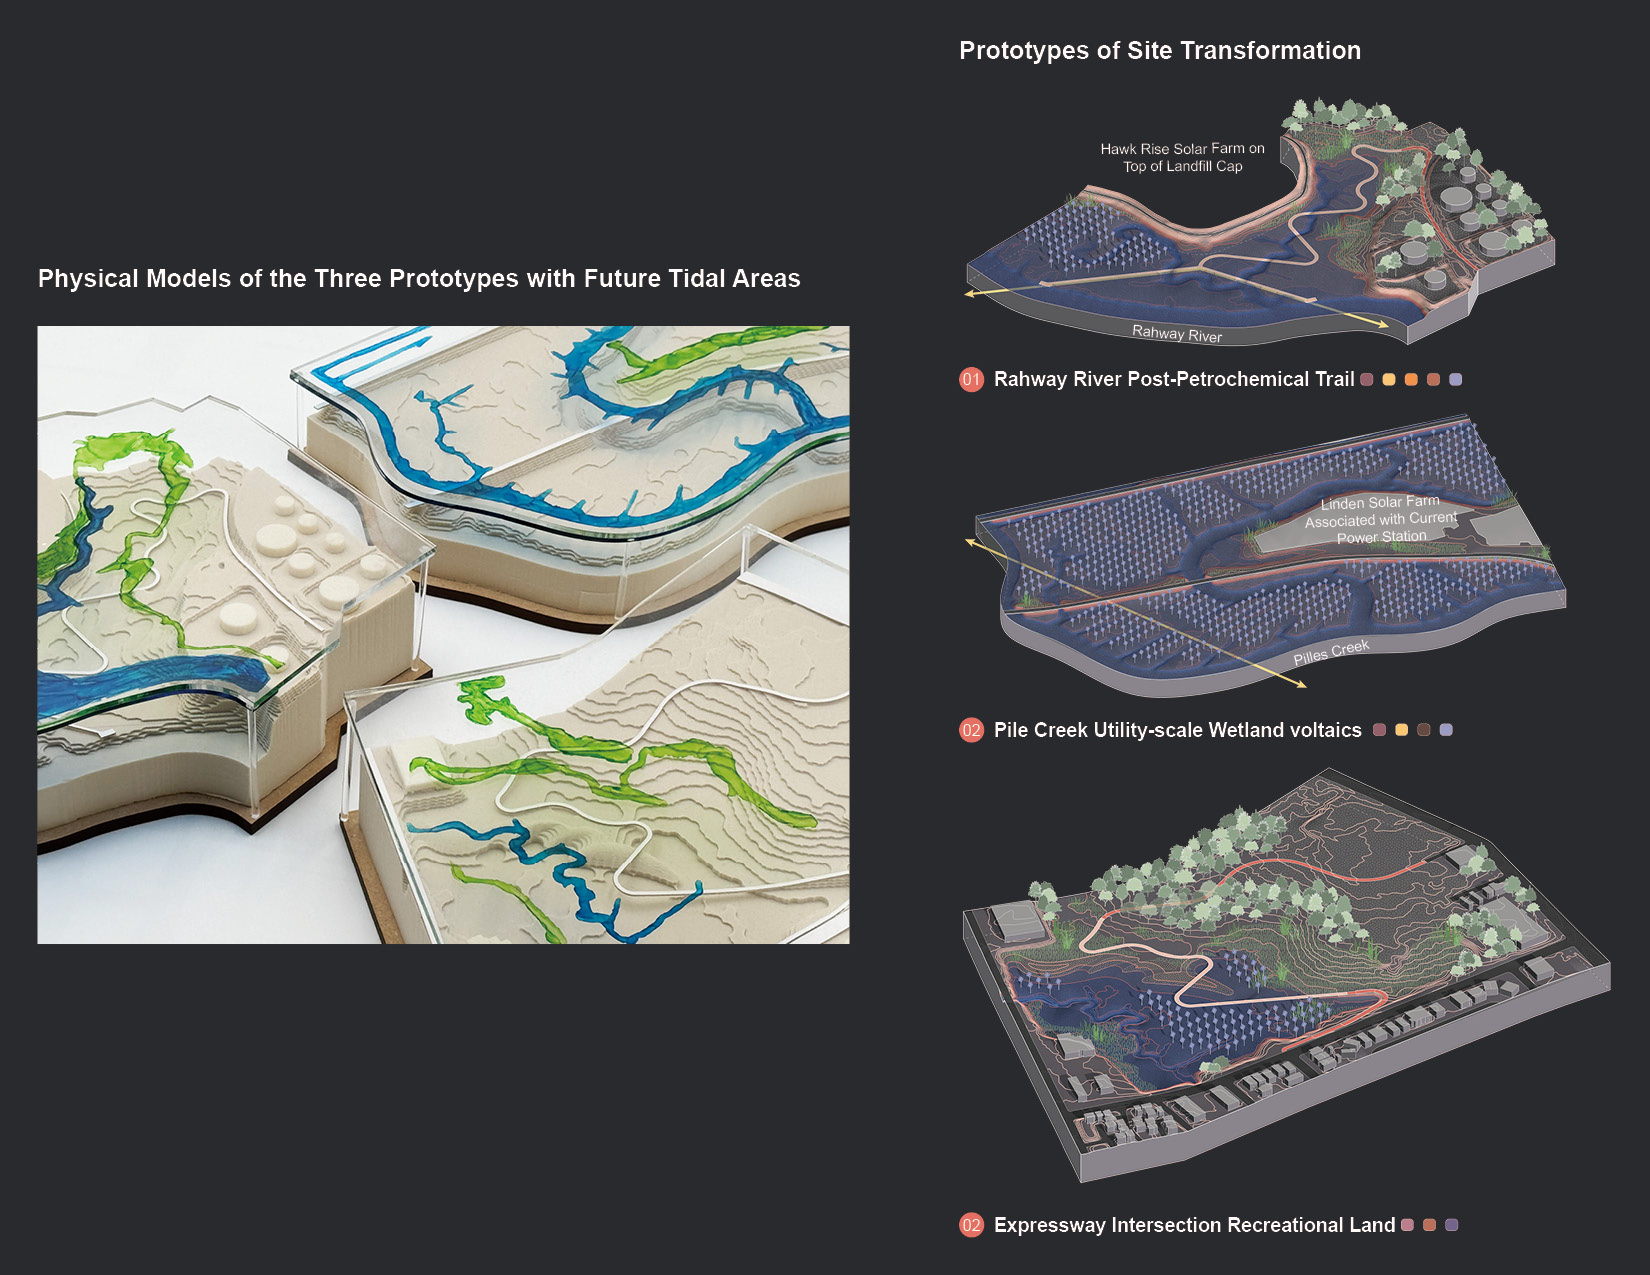 Prototypes of Site Transformation
Hawk Rise Solar Farm on
Top of Landfill Cap
Rahway River
01 Rahway River Post-Petrochemical Trail
Physical Models of the Three Prototypes with Future Tidal Areas
Linden Solar Farm
Associated with Current
Power Station
Pilles Creek
02 Pile Creek Utility-scale Wetland voltaics
02 Expressway Intersection Recreational Land